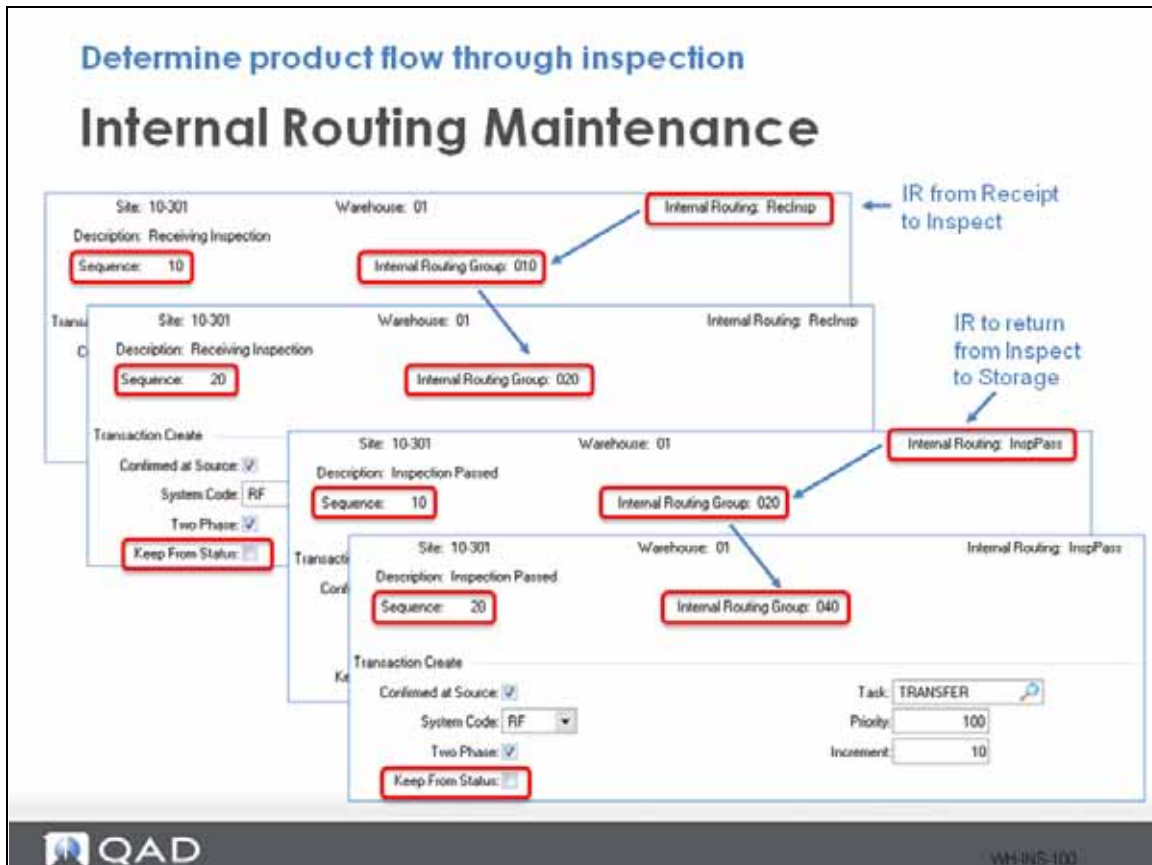 Determine product flow through inspection
Internal Routing Maintenance
Site: 10-301 Warehouse: 01 Internal Routing: RecInsp
Description: Receiving Inspection
Sequence: 10 Internal Routing Group: 010
IR from Receipt
to Inspect
Site: 10-301 Warehouse: 01 Internal Routing: RecInsp
Description: Receiving Inspection
Sequence: 20 Internal Routing Group: 020
Transaction Create
Confirmed at Source:
System Code: RF
Two Phase:
Keep From Status:
IR to return
from Inspect
to Storage
Site: 10-301 Warehouse: 01 Internal Routing: InspPass
Description: Inspection Passed
Sequence: 10 Internal Routing Group: 020
Site: 10-301 Warehouse: 01 Internal Routing: InspPass
Description: Inspection Passed
Sequence: 20 Internal Routing Group: 040
Transaction Create
Confirmed at Source: Task: TRANSFER
System Code: RF Priority: 100
Two Phase: Increment: 10
Keep From Status:
QAD
WH-INS-100